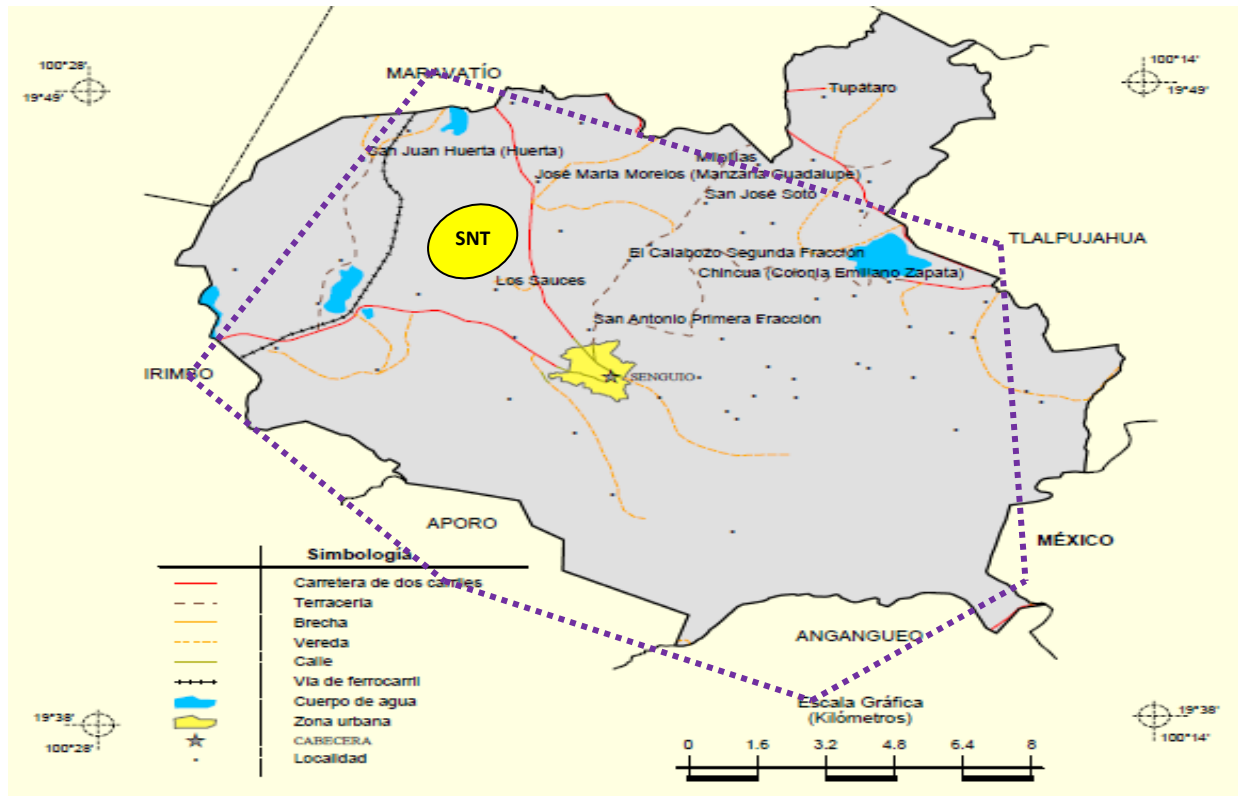 100°28'
19°49'
MARAVATÍO
100°14'
19°49'
Tupátaro
San Juan Huerta (Huerta)
Milpillas
José María Morelos (Manzana Guadalupe)
San José Soto
SNT
TLALPUJAHUA
El Calabozo Segunda Fracción
Chincua (Colonia Emiliano Zapata)
Los Sauces
San Antonio Primera Fracción
IRIMBO
SENGUIO
APORO
MÉXICO
Simbología
Carretera de dos carriles
Terracería
Brecha
Vereda
Calle
Vía de ferrocarril
Cuerpo de agua
Zona urbana
CABECERA
Localidad
ANGANGUEO
Escala Gráfica
(Kilómetros)
0 1.6 3.2 4.8 6.4 8
19°38'
100°28'
19°38'
100°14'